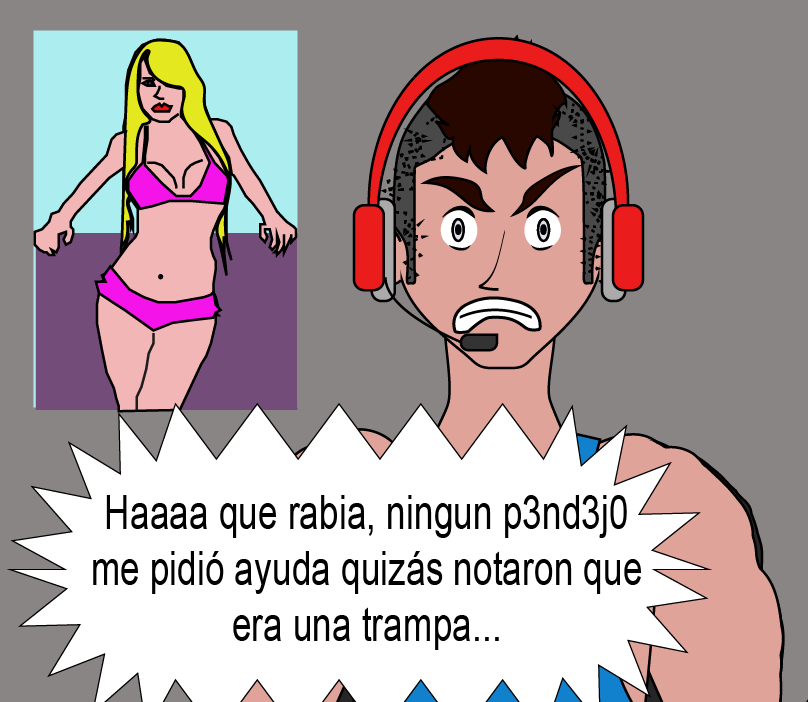 Haaaa que rabia, ningun p3nd3j0
me pidió ayuda quizás notaron que
era una trampa...